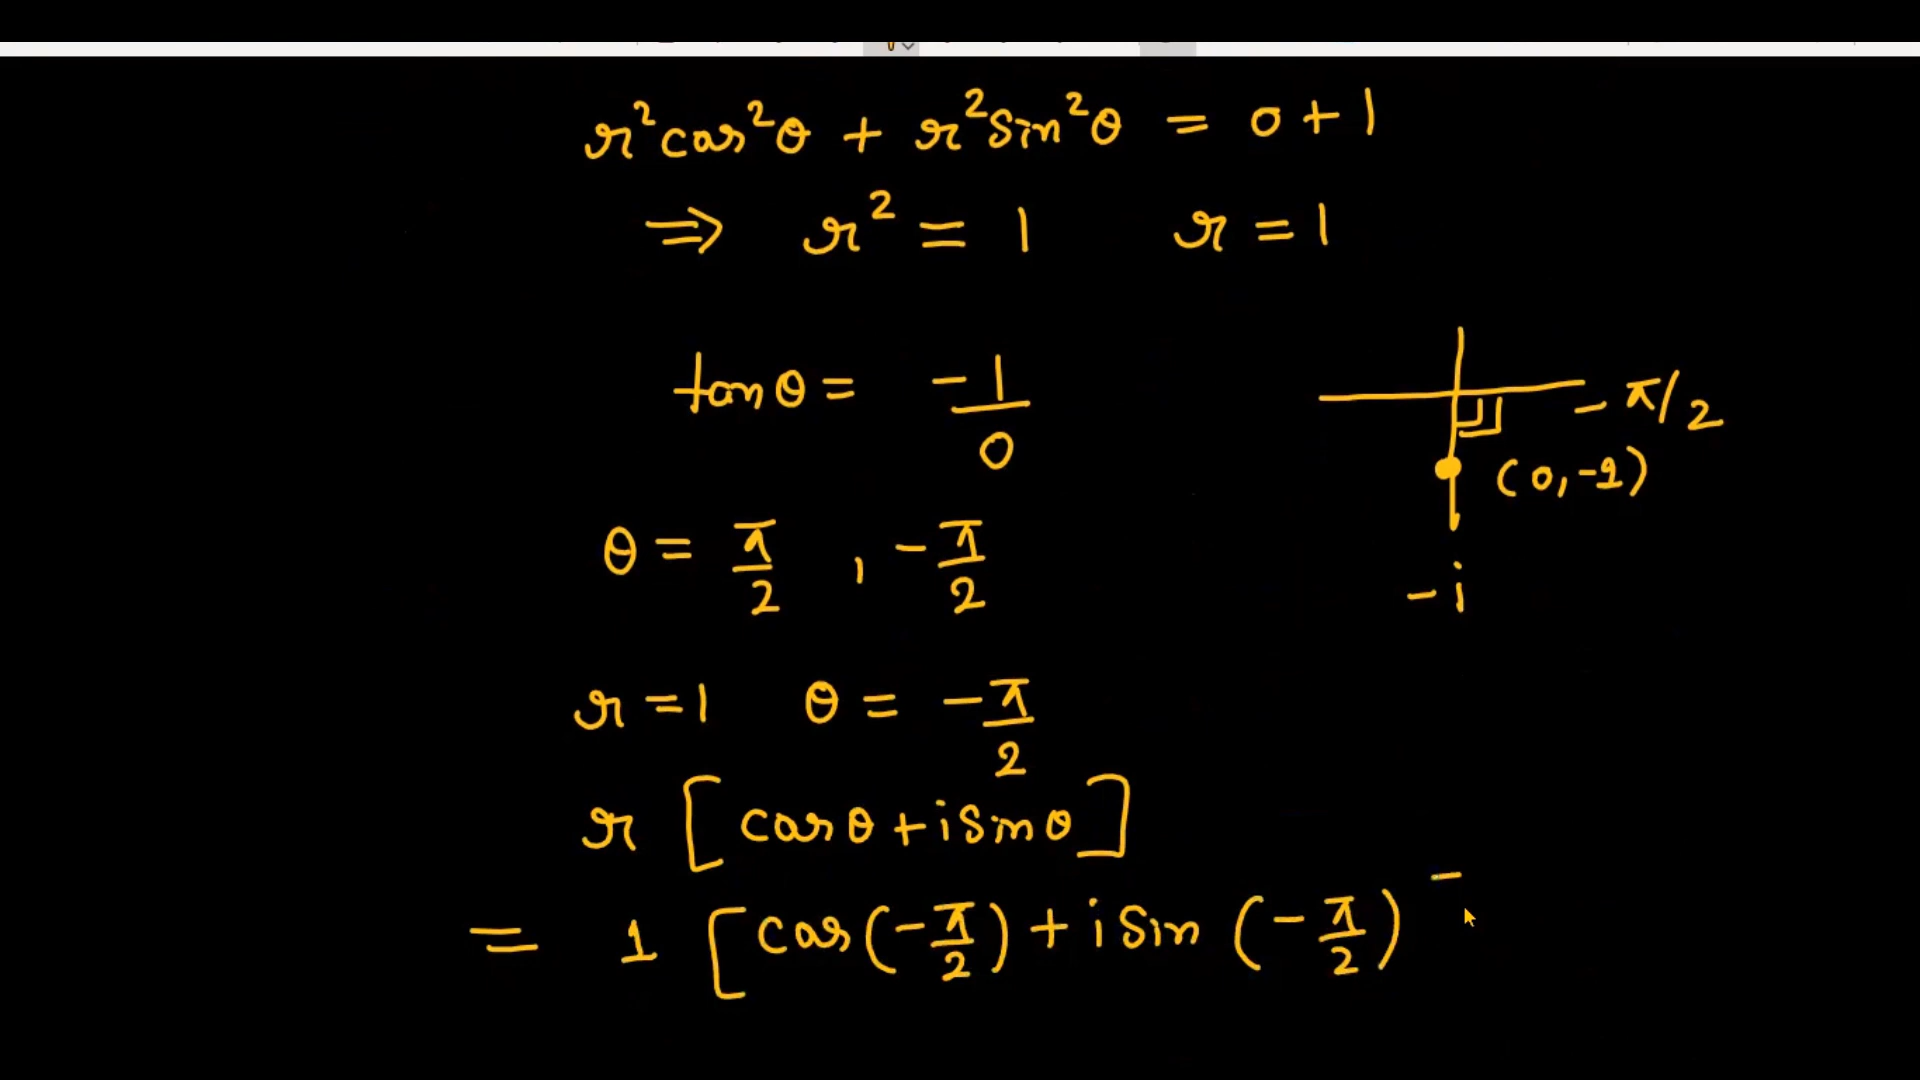 r²cos²θ + r²sin²θ = 0 + 1
⇒ r² = 1 r = 1
tanθ = -1/0
-π/2
(0,-1)
θ = π/2 , -π/2
-i
r = 1 θ = -π/2
r [cosθ + i sinθ]
= 1 [cos(-π/2) + i sin(-π/2)